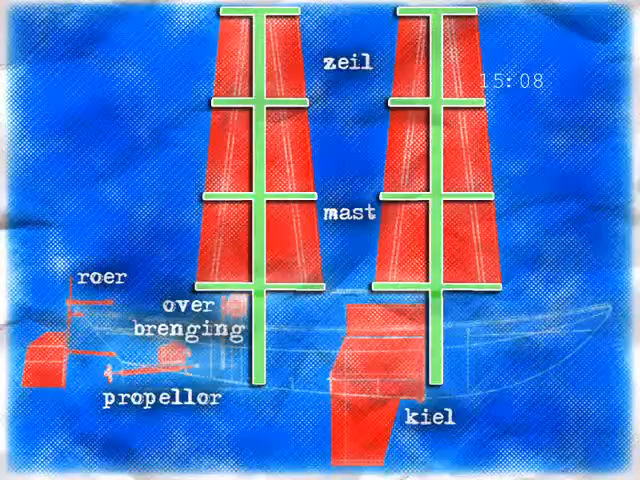 zeil
15:08
mast
roer
over
brenging
propellor
kiel